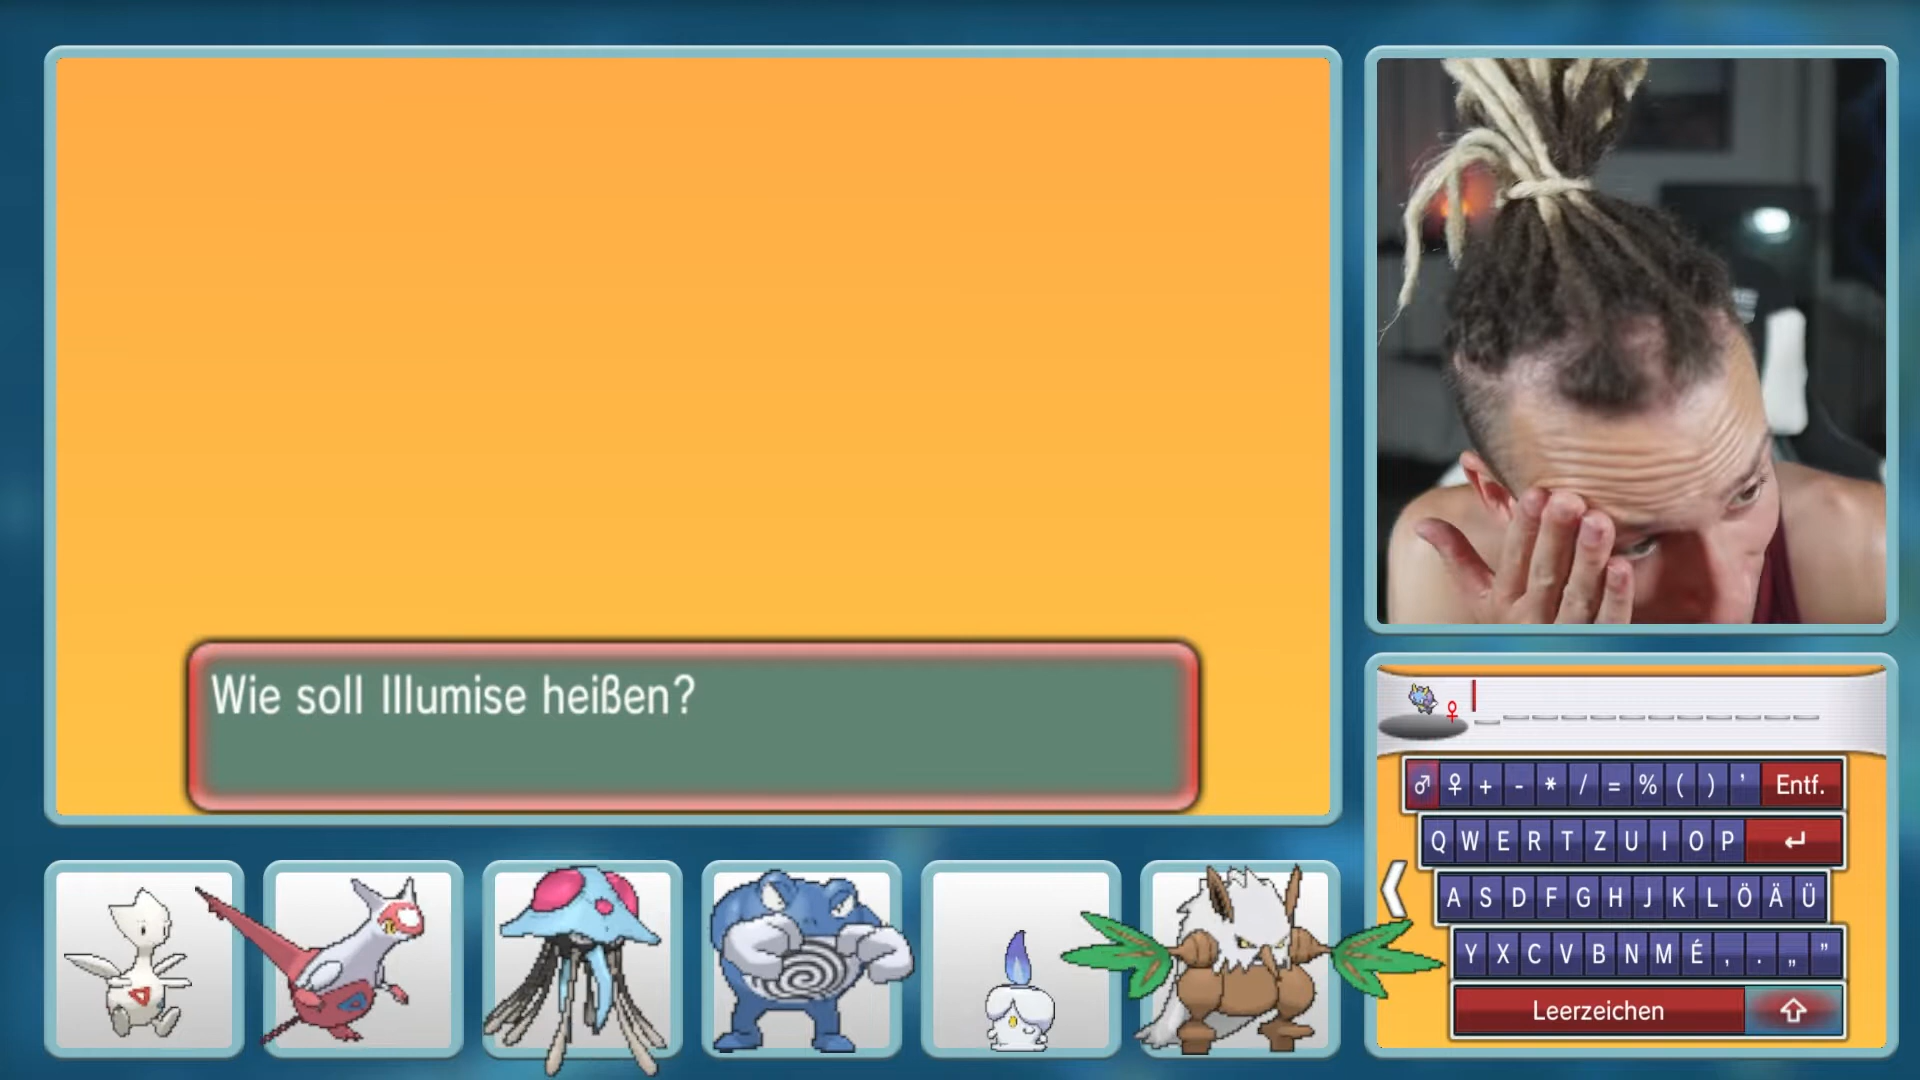 Wie soll Illumise heißen?
♀
♂ ♀ + - * / = % ( ) ' Entf.
Q W E R T Z U I O P ↵
A S D F G H J K L Ö Ä Ü
Y X C V B N M É , . „ ”
Leerzeichen ⇧